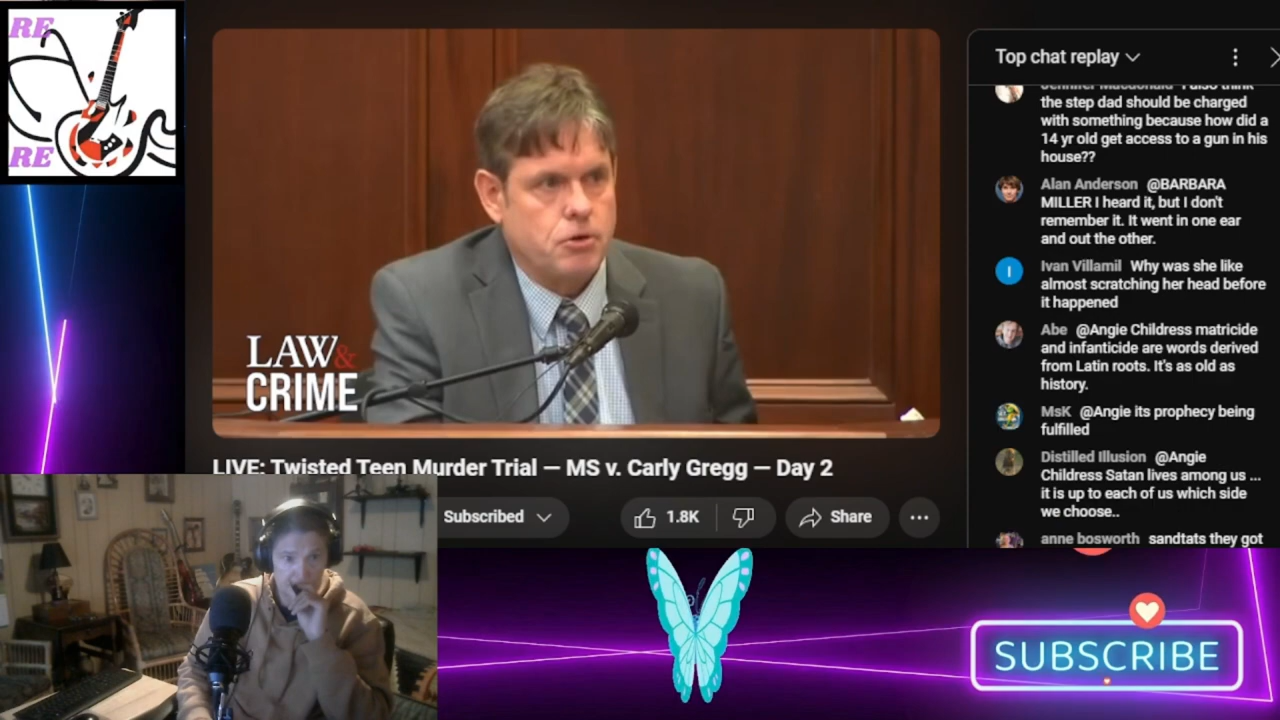 RE
RE
LAW&
CRIME
LIVE: Twisted Teen Murder Trial — MS v. Carly Gregg — Day 2
Subscribed
1.8K
Share
Top chat replay
Jennifer Macdonald I also think
the step dad should be charged
with something because how did a
14 yr old get access to a gun in his
house??
Alan Anderson @BARBARA
MILLER I heard it, but I don't
remember it. It went in one ear
and out the other.
I
Ivan Villamil Why was she like
almost scratching her head before
it happened
Abe @Angie Childress matricide
and infanticide are words derived
from Latin roots. It's as old as
history.
MsK @Angie its prophecy being
fulfilled
Distilled Illusion @Angie
Childress Satan lives among us ...
it is up to each of us which side
we choose..
anne bosworth sandtats they got
SUBSCRIBE